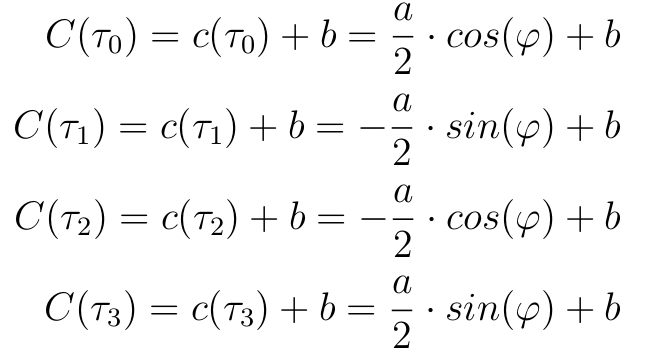 C(τ₀) = c(τ₀) + b = a/2 · cos(φ) + b
C(τ₁) = c(τ₁) + b = −a/2 · sin(φ) + b
C(τ₂) = c(τ₂) + b = −a/2 · cos(φ) + b
C(τ₃) = c(τ₃) + b = a/2 · sin(φ) + b